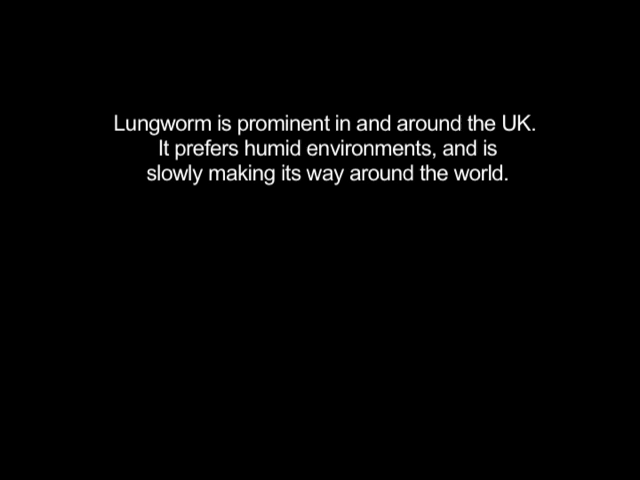 Lungworm is prominent in and around the UK.
It prefers humid environments, and is
slowly making its way around the world.